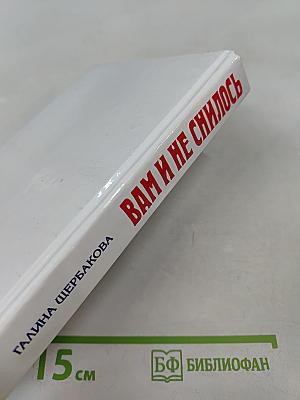 ГАЛИНА ЩЕРБАКОВА
ВАМ И НЕ СНИЛОСЬ
15 см
БФ БИБЛИОФАН